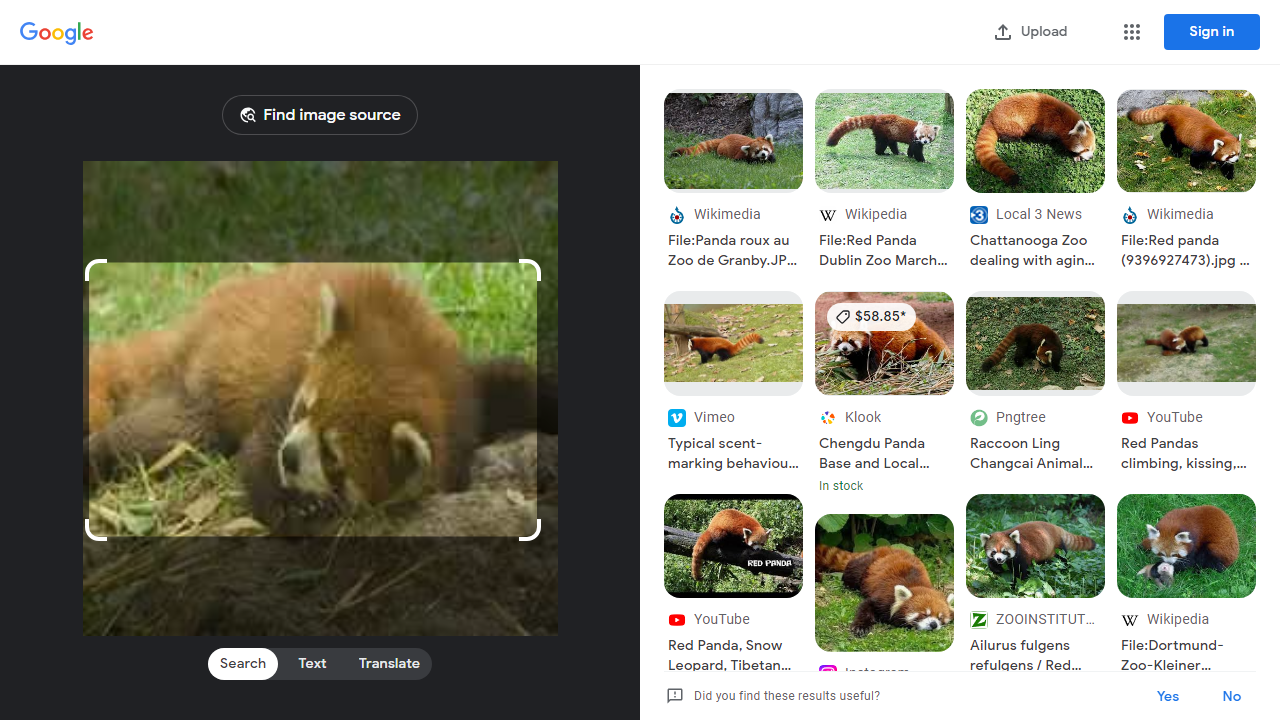 Google
Upload
Sign in
Find image source
Search
Text
Translate
Wikimedia
File:Panda roux au
Zoo de Granby.JP...
Wikipedia
File:Red Panda
Dublin Zoo March...
Local 3 News
Chattanooga Zoo
dealing with agin...
Wikimedia
File:Red panda
(9396927473).jpg ...
Vimeo
Typical scent-
marking behaviou...
$58.85*
Klook
Chengdu Panda
Base and Local...
In stock
Pngtree
Raccoon Ling
Changcai Animal...
YouTube
Red Pandas
climbing, kissing,...
RED PANDA
YouTube
Red Panda, Snow
Leopard, Tibetan...
Instagram
ZOOINSTITUT...
Ailurus fulgens
refulgens / Red...
Wikipedia
File:Dortmund-
Zoo-Kleiner...
Did you find these results useful?
Yes
No